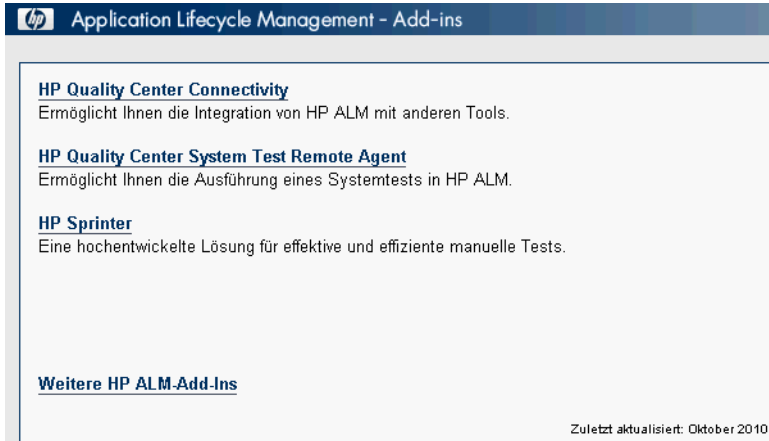 hp Application Lifecycle Management - Add-ins
HP Quality Center Connectivity
Ermöglicht Ihnen die Integration von HP ALM mit anderen Tools.
HP Quality Center System Test Remote Agent
Ermöglicht Ihnen die Ausführung eines Systemtests in HP ALM.
HP Sprinter
Eine hochentwickelte Lösung für effektive und effiziente manuelle Tests.
Weitere HP ALM-Add-Ins
Zuletzt aktualisiert: Oktober 2010